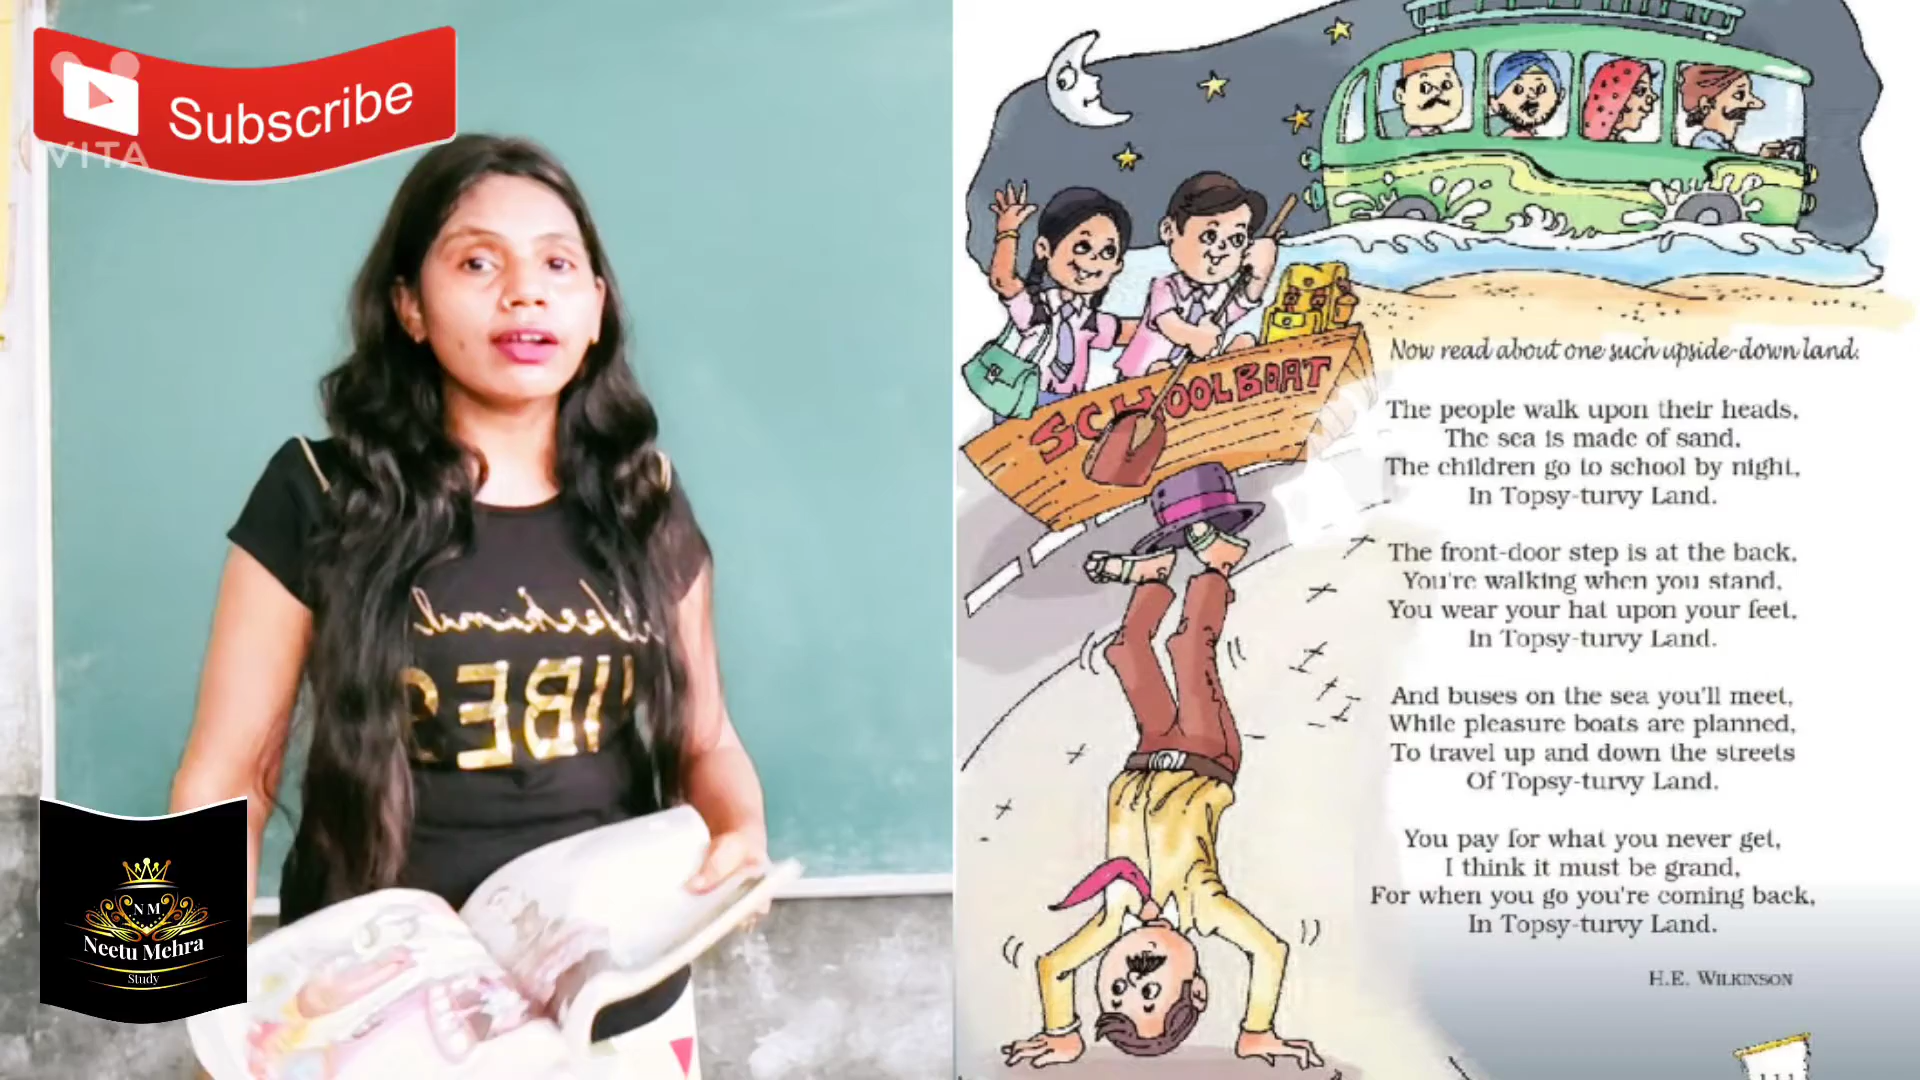 Subscribe
VITA
Weekend
VIBES
N M
Neetu Mehra
Study
SCHOOL BOAT
Now read about one such upside-down land.
The people walk upon their heads,
The sea is made of sand,
The children go to school by night,
In Topsy-turvy Land.
The front-door step is at the back,
You're walking when you stand,
You wear your hat upon your feet,
In Topsy-turvy Land.
And buses on the sea you'll meet,
While pleasure boats are planned,
To travel up and down the streets
Of Topsy-turvy Land.
You pay for what you never get,
I think it must be grand,
For when you go you're coming back,
In Topsy-turvy Land.
H.E. WILKINSON